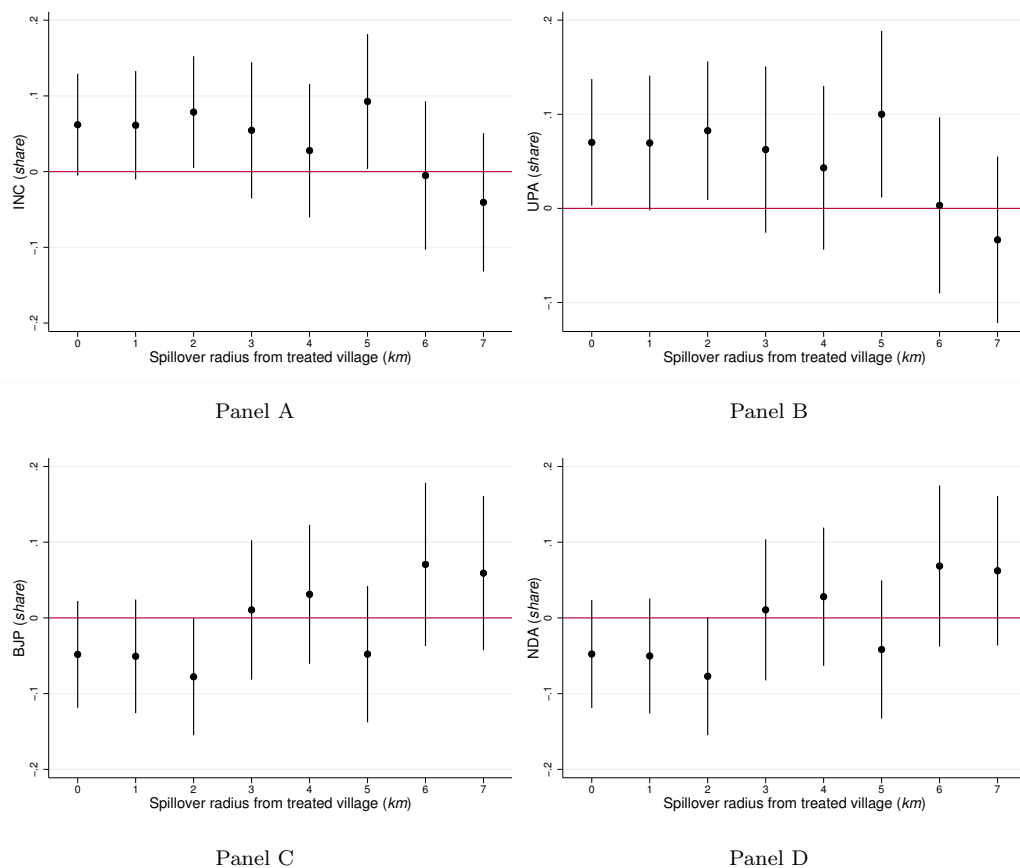 .2
.1
0
-.1
-.2
INC (share)
0 1 2 3 4 5 6 7
Spillover radius from treated village (km)
Panel A
.2
.1
0
-.1
UPA (share)
0 1 2 3 4 5 6 7
Spillover radius from treated village (km)
Panel B
.2
.1
0
-.1
-.2
BJP (share)
0 1 2 3 4 5 6 7
Spillover radius from treated village (km)
Panel C
.2
.1
0
-.1
-.2
NDA (share)
0 1 2 3 4 5 6 7
Spillover radius from treated village (km)
Panel D